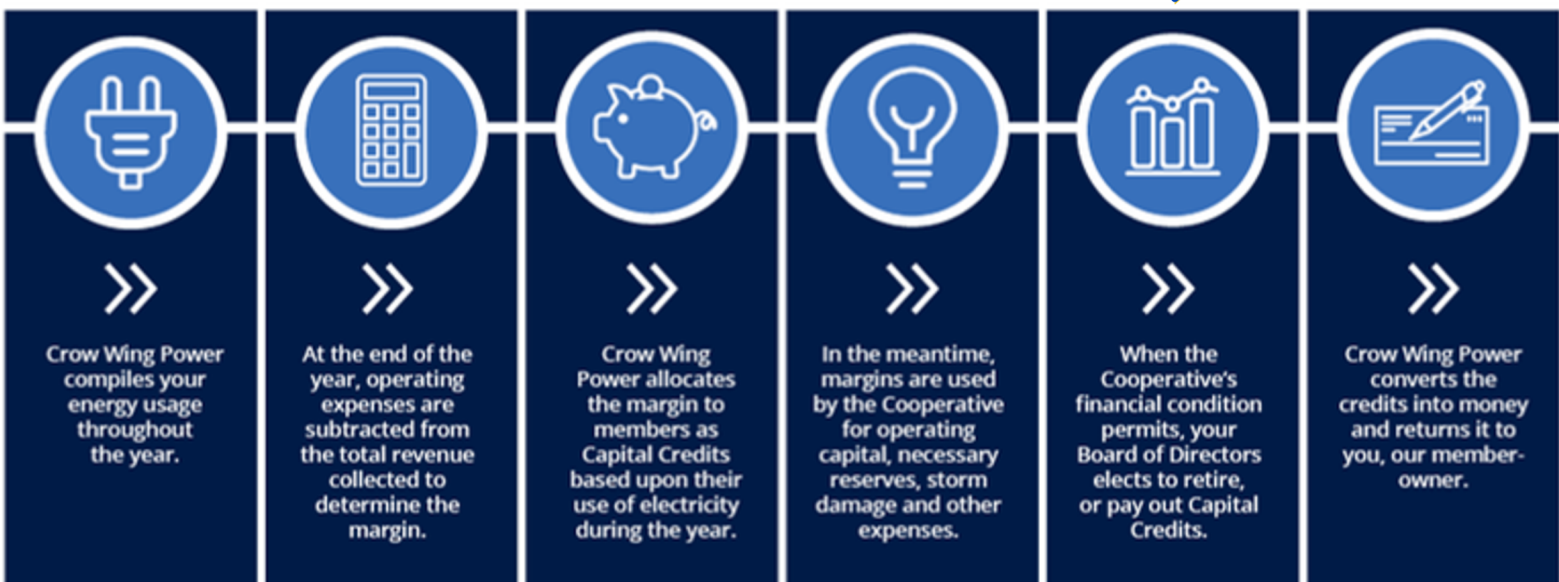 Crow Wing Power
compiles your
energy usage
throughout
the year.
At the end of the
year, operating
expenses are
subtracted from
the total revenue
collected to
determine the
margin.
Crow Wing
Power allocates
the margin to
members as
Capital Credits
based upon their
use of electricity
during the year.
In the meantime,
margins are used
by the Cooperative
for operating
capital, necessary
reserves, storm
damage and other
expenses.
When the
Cooperative's
financial condition
permits, your
Board of Directors
elects to retire,
or pay out Capital
Credits.
Crow Wing Power
converts the
credits into money
and returns it to
you, our member-
owner.